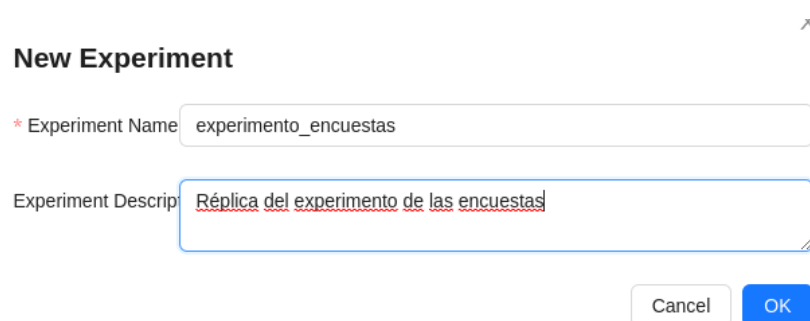 New Experiment
* Experiment Name experimento_encuestas
Experiment Descrip Réplica del experimento de las encuestas
Cancel OK